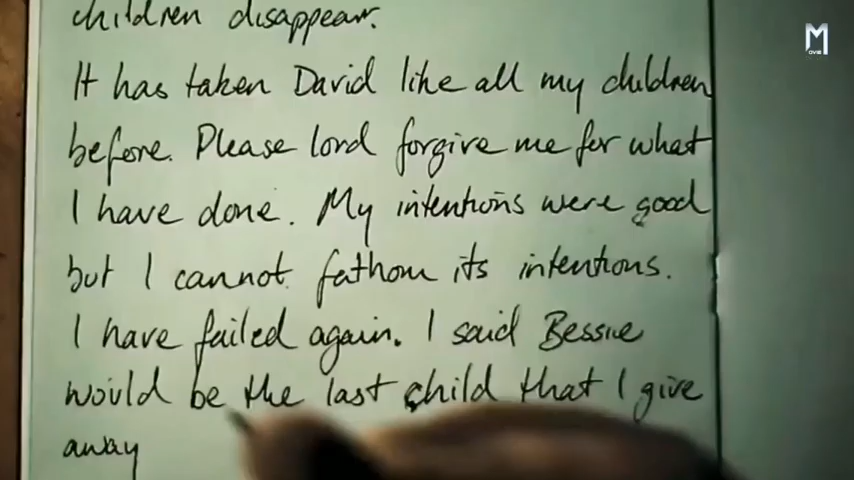 children disappear.
It has taken David like all my children
before. Please lord forgive me for what
I have done. My intentions were good
but I cannot fathom its intentions.
I have failed again. I said Bessie
would be the last child that I give
away
M